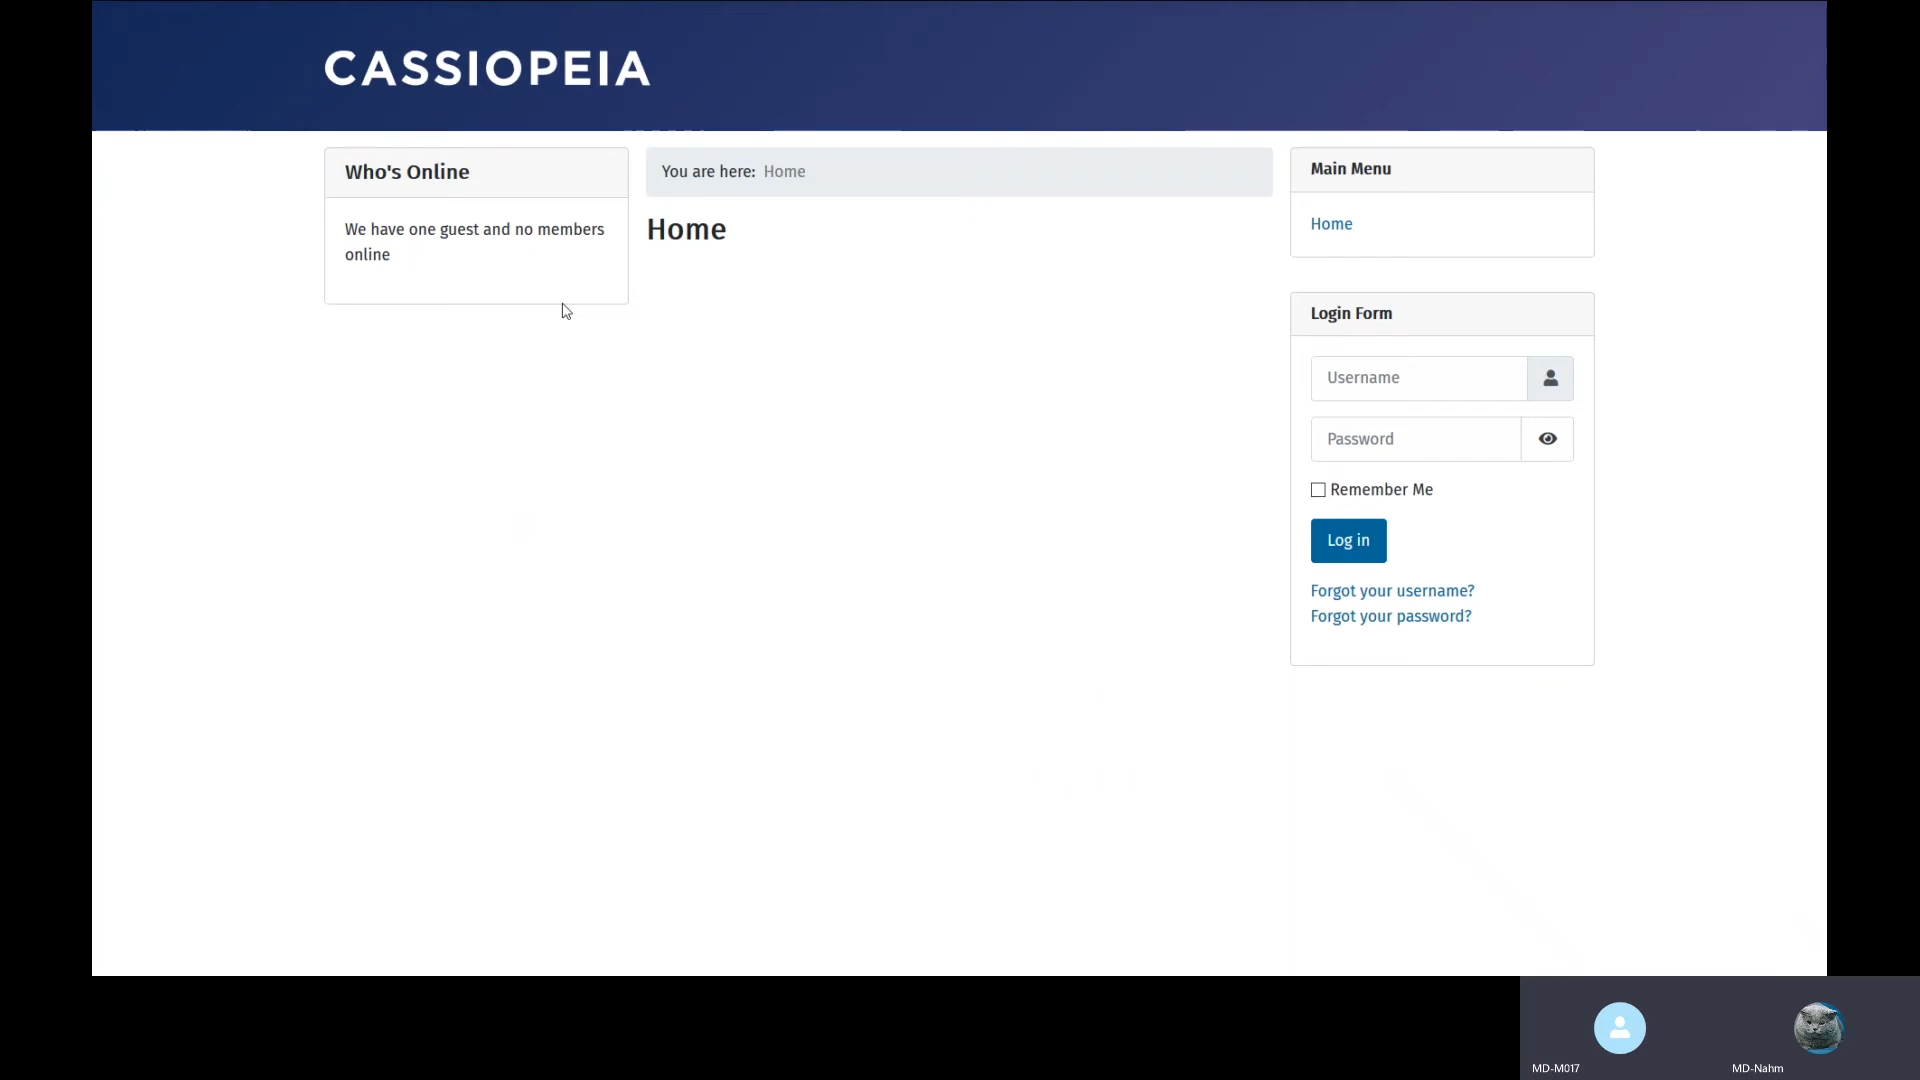 CASSIOPEIA
Who's Online
We have one guest and no members
online
You are here: Home
Home
Main Menu
Home
Login Form
Username
Password
Remember Me
Log in
Forgot your username?
Forgot your password?
MD-M017
MD-Nahm